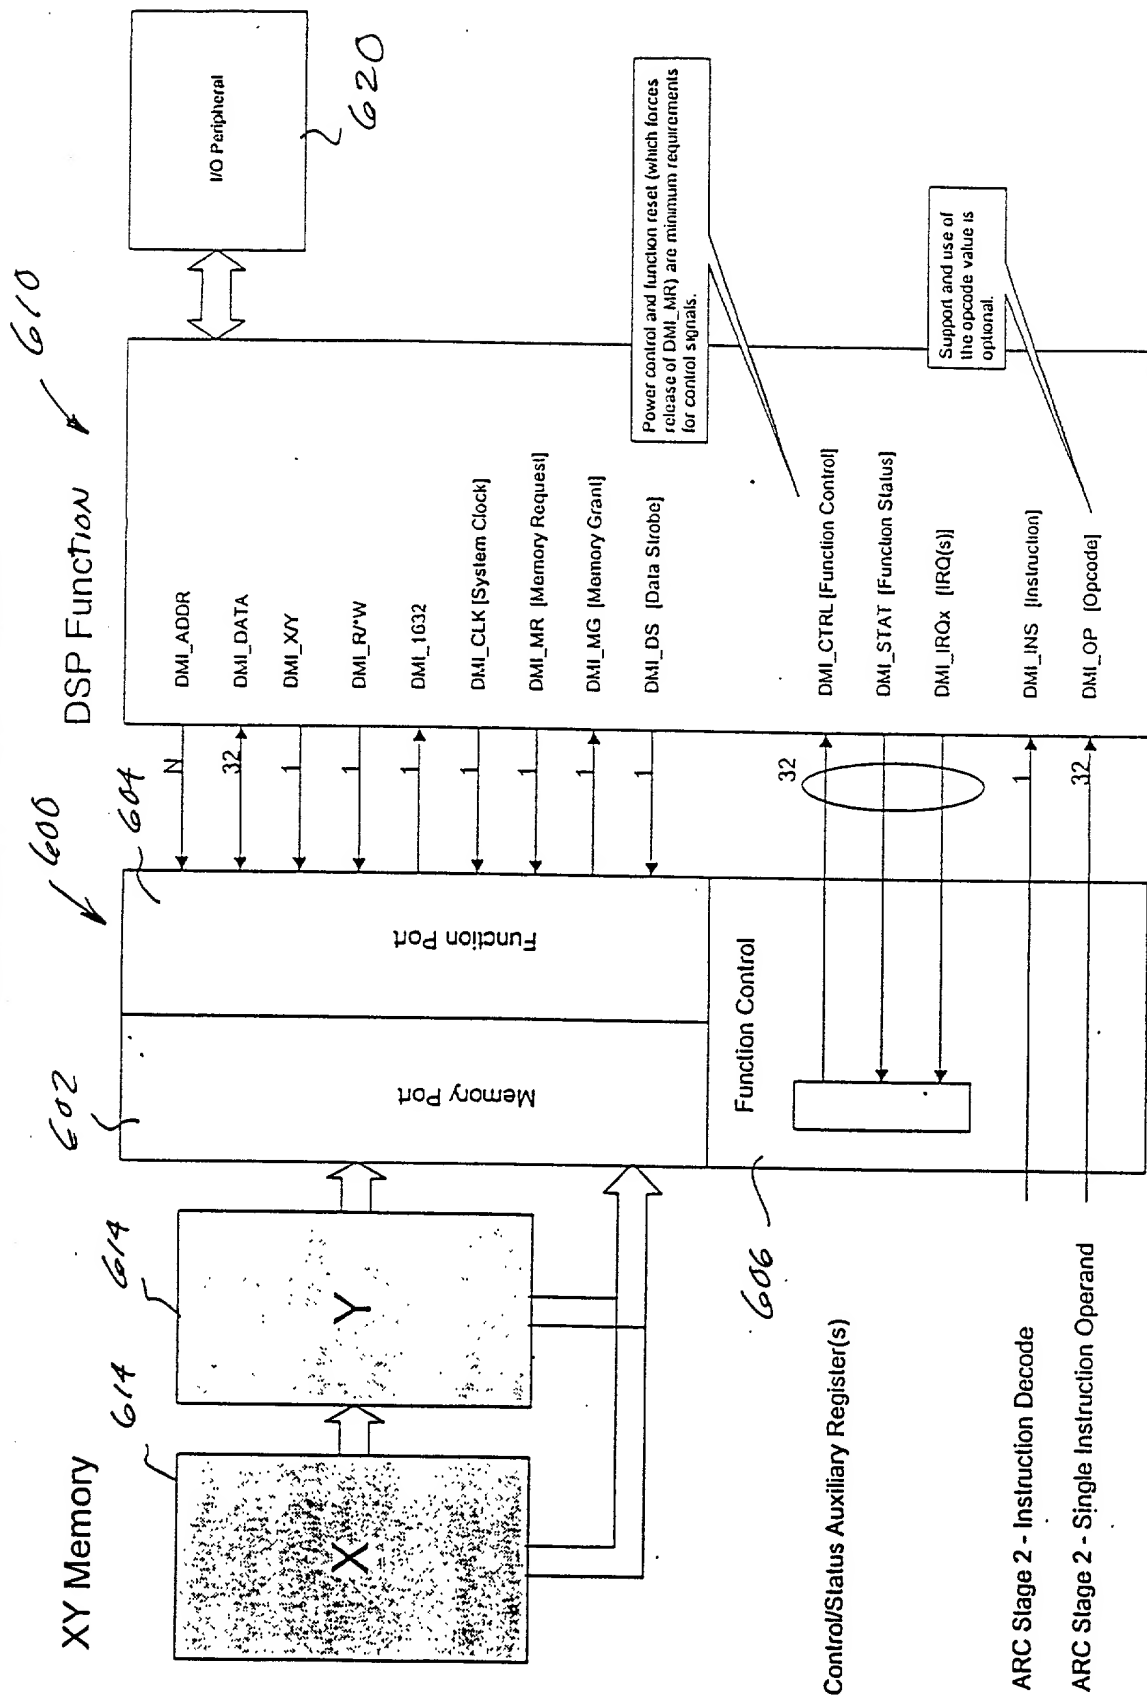 XY Memory
614
X
614
Y
602
Memory Port
600
604
Function Port
DSP Function
610
I/O Peripheral
620
N
DMI_ADDR
32
DMI_DATA
1
DMI_X/Y
1
DMI_R/*W
1
DMI_1632
1
DMI_CLK [System Clock]
1
DMI_MR [Memory Request]
1
DMI_MG [Memory Grant]
1
DMI_DS [Data Strobe]
Power control and function reset (which forces
release of DMI_MR) are minimum requirements
for control signals.
606
Function Control
Control/Status Auxiliary Register(s)
32
DMI_CTRL [Function Control]
DMI_STAT [Function Status]
DMI_IRQx [IRQ(s)]
Support and use of
the opcode value is
optional.
ARC Stage 2 - Instruction Decode
1
DMI_INS [Instruction]
ARC Stage 2 - Single Instruction Operand
32
DMI_OP [Opcode]